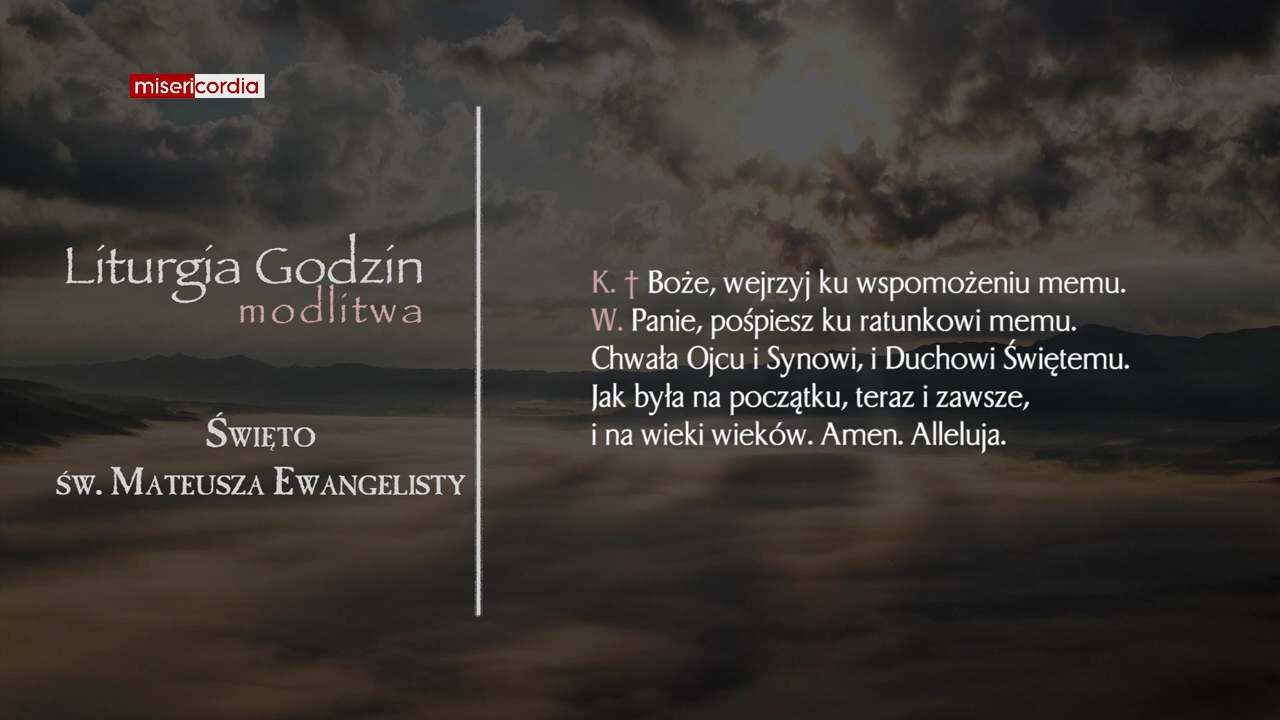 misericordia
Liturgia Godzin
modlitwa
Święto
św. Mateusza Ewangelisty
K. † Boże, wejrzyj ku wspomożeniu memu.
W. Panie, pośpiesz ku ratunkowi memu.
Chwała Ojcu i Synowi, i Duchowi Świętemu.
Jak była na początku, teraz i zawsze,
i na wieki wieków. Amen. Alleluja.